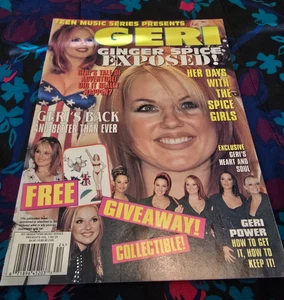 TEEN MUSIC SERIES PRESENTS
GERI
GINGER SPICE
EXPOSED!
GERI'S
HER DAYS
WITH THE
SPICE
GIRLS
GERI'S BACK
AND BETTER THAN EVER
EXCLUSIVE
GERI'S
HEART AND
SOUL
FREE
GIVEAWAY!
COLLECTIBLE!
GERI
POWER
HOW TO GET
IT, HOW TO
KEEP IT!